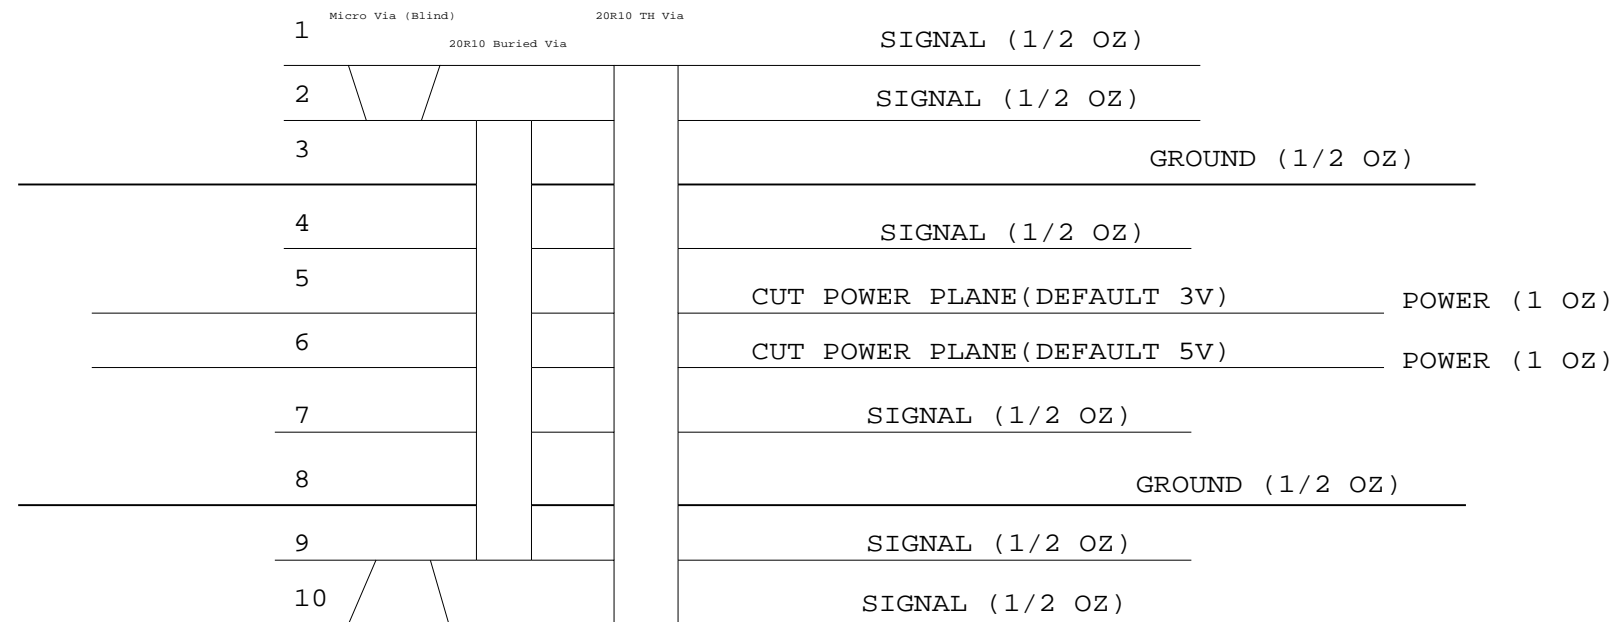 Micro Via (Blind)
20R10 TH Via
1
20R10 Buried Via
SIGNAL (1/2 OZ)
2
SIGNAL (1/2 OZ)
3
GROUND (1/2 OZ)
4
SIGNAL (1/2 OZ)
5
CUT POWER PLANE(DEFAULT 3V)
POWER (1 OZ)
6
CUT POWER PLANE(DEFAULT 5V)
POWER (1 OZ)
7
SIGNAL (1/2 OZ)
8
GROUND (1/2 OZ)
9
SIGNAL (1/2 OZ)
10
SIGNAL (1/2 OZ)